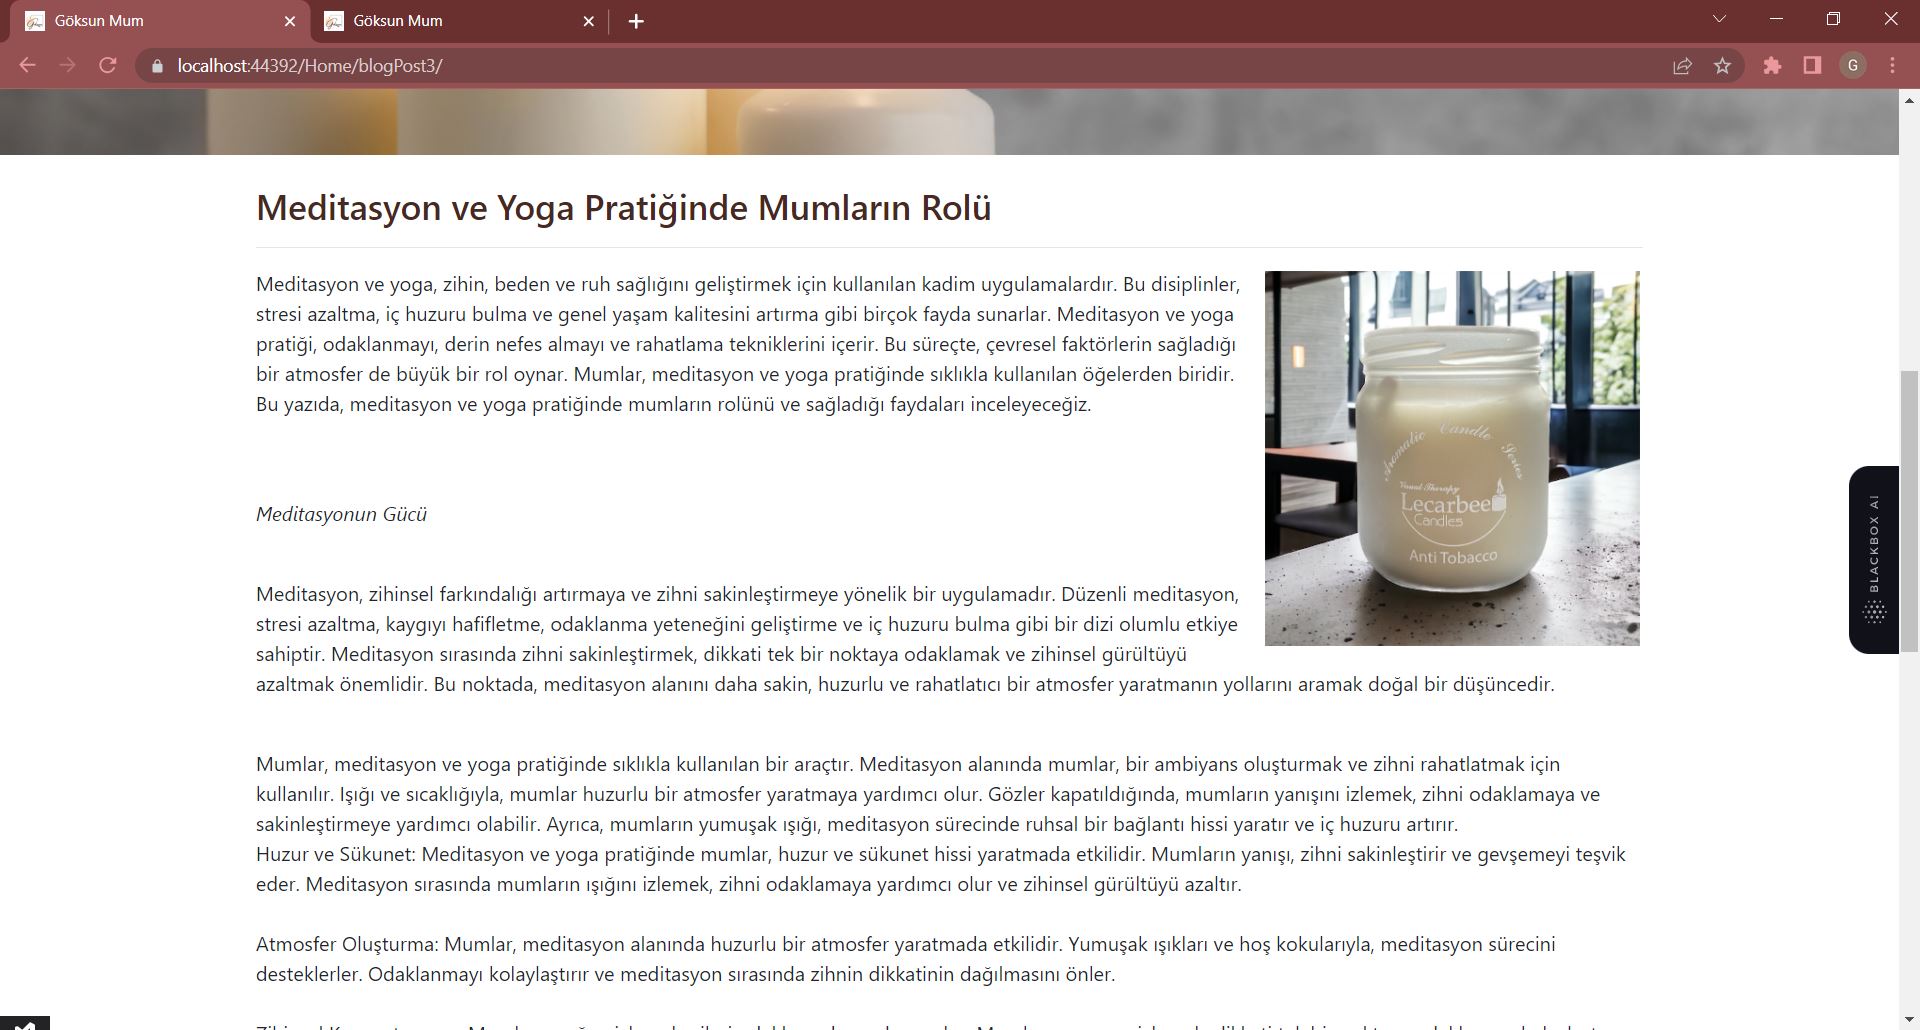 Göksun Mum
Göksun Mum
localhost:44392/Home/blogPost3/
G
Meditasyon ve Yoga Pratiğinde Mumların Rolü
Meditasyon ve yoga, zihin, beden ve ruh sağlığını geliştirmek için kullanılan kadim uygulamalardır. Bu disiplinler,
stresi azaltma, iç huzuru bulma ve genel yaşam kalitesini artırma gibi birçok fayda sunarlar. Meditasyon ve yoga
pratiği, odaklanmayı, derin nefes almayı ve rahatlama tekniklerini içerir. Bu süreçte, çevresel faktörlerin sağladığı
bir atmosfer de büyük bir rol oynar. Mumlar, meditasyon ve yoga pratiğinde sıklıkla kullanılan öğelerden biridir.
Bu yazıda, meditasyon ve yoga pratiğinde mumların rolünü ve sağladığı faydaları inceleyeceğiz.
Aromatic Candle Series
Visual Therapy
Lecarbee
Candles
Anti Tobacco
BLACKBOX AI
Meditasyonun Gücü
Meditasyon, zihinsel farkındalığı artırmaya ve zihni sakinleştirmeye yönelik bir uygulamadır. Düzenli meditasyon,
stresi azaltma, kaygıyı hafifletme, odaklanma yeteneğini geliştirme ve iç huzuru bulma gibi bir dizi olumlu etkiye
sahiptir. Meditasyon sırasında zihni sakinleştirmek, dikkati tek bir noktaya odaklamak ve zihinsel gürültüyü
azaltmak önemlidir. Bu noktada, meditasyon alanını daha sakin, huzurlu ve rahatlatıcı bir atmosfer yaratmanın yollarını aramak doğal bir düşüncedir.
Mumlar, meditasyon ve yoga pratiğinde sıklıkla kullanılan bir araçtır. Meditasyon alanında mumlar, bir ambiyans oluşturmak ve zihni rahatlatmak için
kullanılır. Işığı ve sıcaklığıyla, mumlar huzurlu bir atmosfer yaratmaya yardımcı olur. Gözler kapatıldığında, mumların yanışını izlemek, zihni odaklamaya ve
sakinleştirmeye yardımcı olabilir. Ayrıca, mumların yumuşak ışığı, meditasyon sürecinde ruhsal bir bağlantı hissi yaratır ve iç huzuru artırır.
Huzur ve Sükunet: Meditasyon ve yoga pratiğinde mumlar, huzur ve sükunet hissi yaratmada etkilidir. Mumların yanışı, zihni sakinleştirir ve gevşemeyi teşvik
eder. Meditasyon sırasında mumların ışığını izlemek, zihni odaklamaya yardımcı olur ve zihinsel gürültüyü azaltır.
Atmosfer Oluşturma: Mumlar, meditasyon alanında huzurlu bir atmosfer yaratmada etkilidir. Yumuşak ışıkları ve hoş kokularıyla, meditasyon sürecini
desteklerler. Odaklanmayı kolaylaştırır ve meditasyon sırasında zihnin dikkatinin dağılmasını önler.